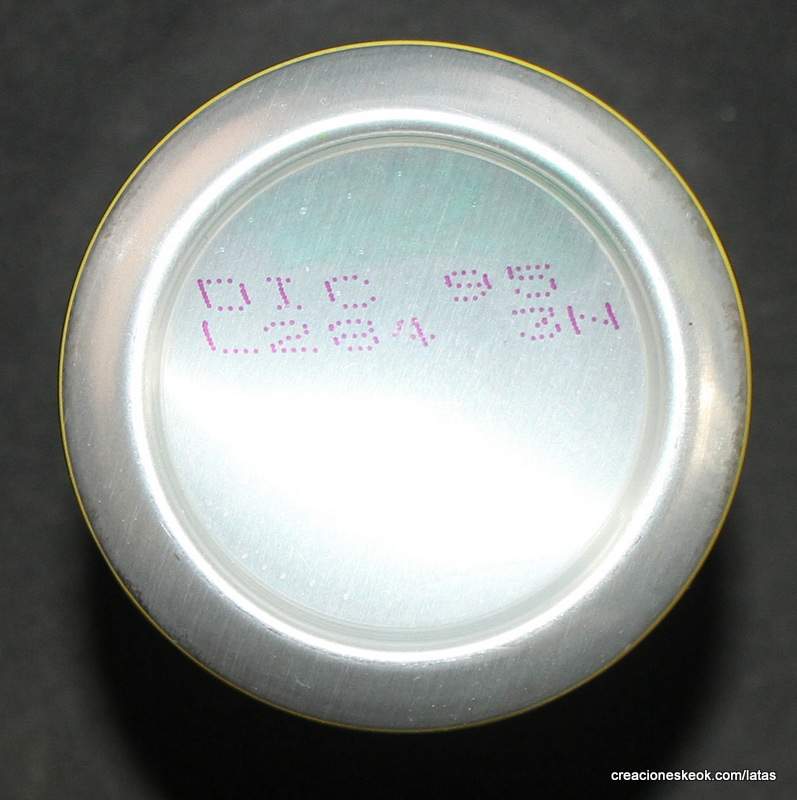 DIC 95
L284 3H
creacioneskeok.com/latas